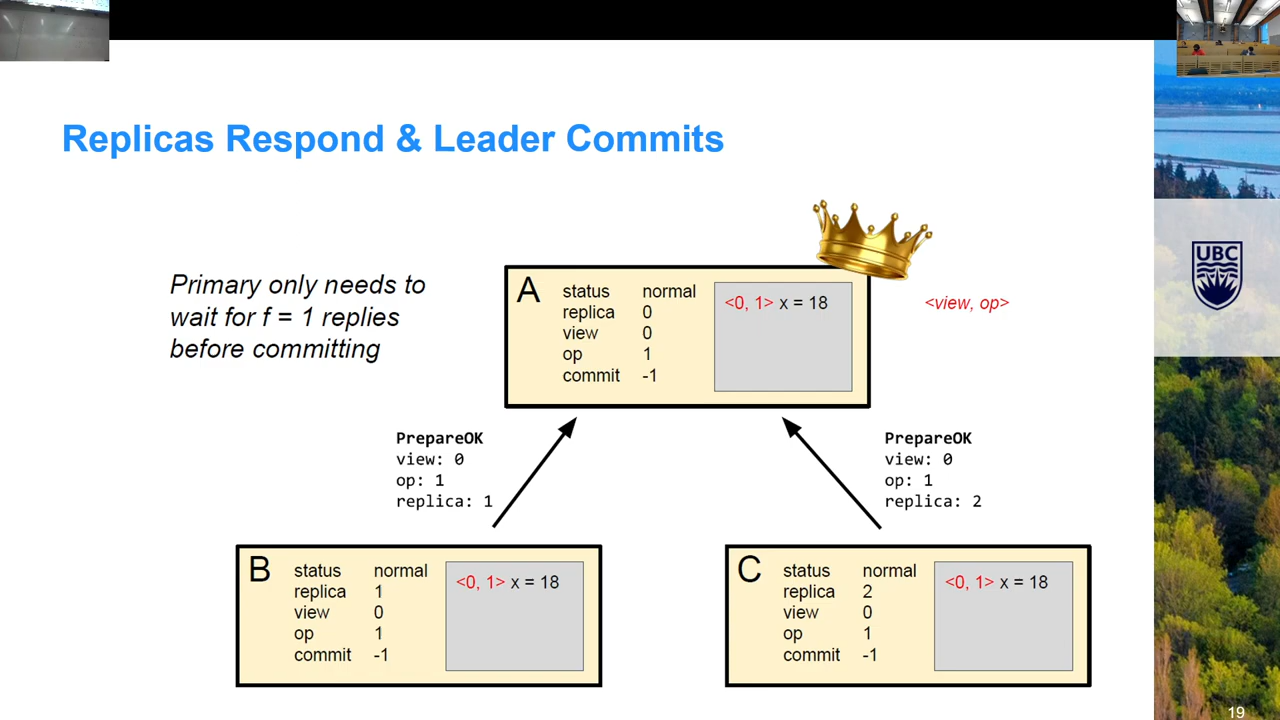 Replicas Respond & Leader Commits
UBC
Primary only needs to
wait for f = 1 replies
before committing
A
status normal
replica 0
view 0
op 1
commit -1
<0, 1> x = 18
<view, op>
PrepareOK
view: 0
op: 1
replica: 1
PrepareOK
view: 0
op: 1
replica: 2
B
status normal
replica 1
view 0
op 1
commit -1
<0, 1> x = 18
C
status normal
replica 2
view 0
op 1
commit -1
<0, 1> x = 18
19